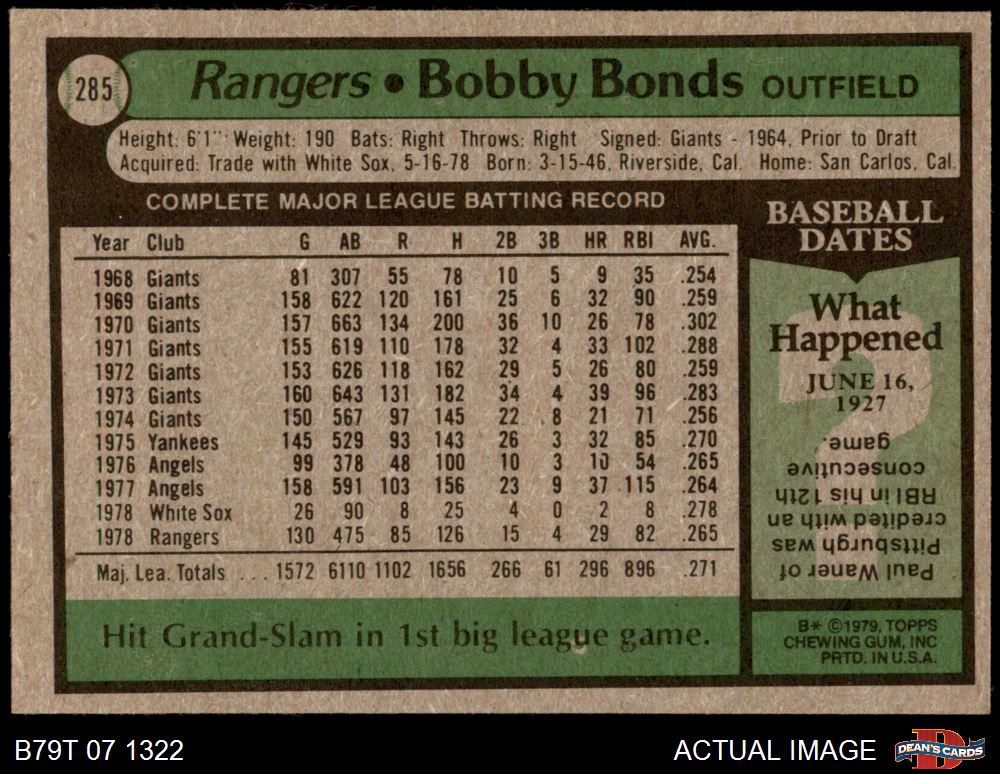 285
Rangers • Bobby Bonds OUTFIELD
Height: 6'1" Weight: 190 Bats: Right Throws: Right Signed: Giants - 1964, Prior to Draft
Acquired: Trade with White Sox, 5-16-78 Born: 3-15-46, Riverside, Cal. Home: San Carlos, Cal.
COMPLETE MAJOR LEAGUE BATTING RECORD
Year Club G AB R H 2B 3B HR RBI AVG.
1968 Giants 81 307 55 78 10 5 9 35 .254
1969 Giants 158 622 120 161 25 6 32 90 .259
1970 Giants 157 663 134 200 36 10 26 78 .302
1971 Giants 155 619 110 178 32 4 33 102 .288
1972 Giants 153 626 118 162 29 5 26 80 .259
1973 Giants 160 643 131 182 34 4 39 96 .283
1974 Giants 150 567 97 145 22 8 21 71 .256
1975 Yankees 145 529 93 143 26 3 32 85 .270
1976 Angels 99 378 48 100 10 3 10 54 .265
1977 Angels 158 591 103 156 23 9 37 115 .264
1978 White Sox 26 90 8 25 4 0 2 8 .278
1978 Rangers 130 475 85 126 15 4 29 82 .265
Maj. Lea. Totals ... 1572 6110 1102 1656 266 61 296 896 .271
Hit Grand-Slam in 1st big league game.
BASEBALL
DATES
What
Happened
JUNE 16,
1927
Paul Waner of
Pittsburgh was
credited with an
RBI in his 12th
consecutive
game.
B* ©1979, TOPPS
CHEWING GUM, INC
PRTD. IN U.S.A.
B79T 07 1322
ACTUAL IMAGE
DEAN'S CARDS